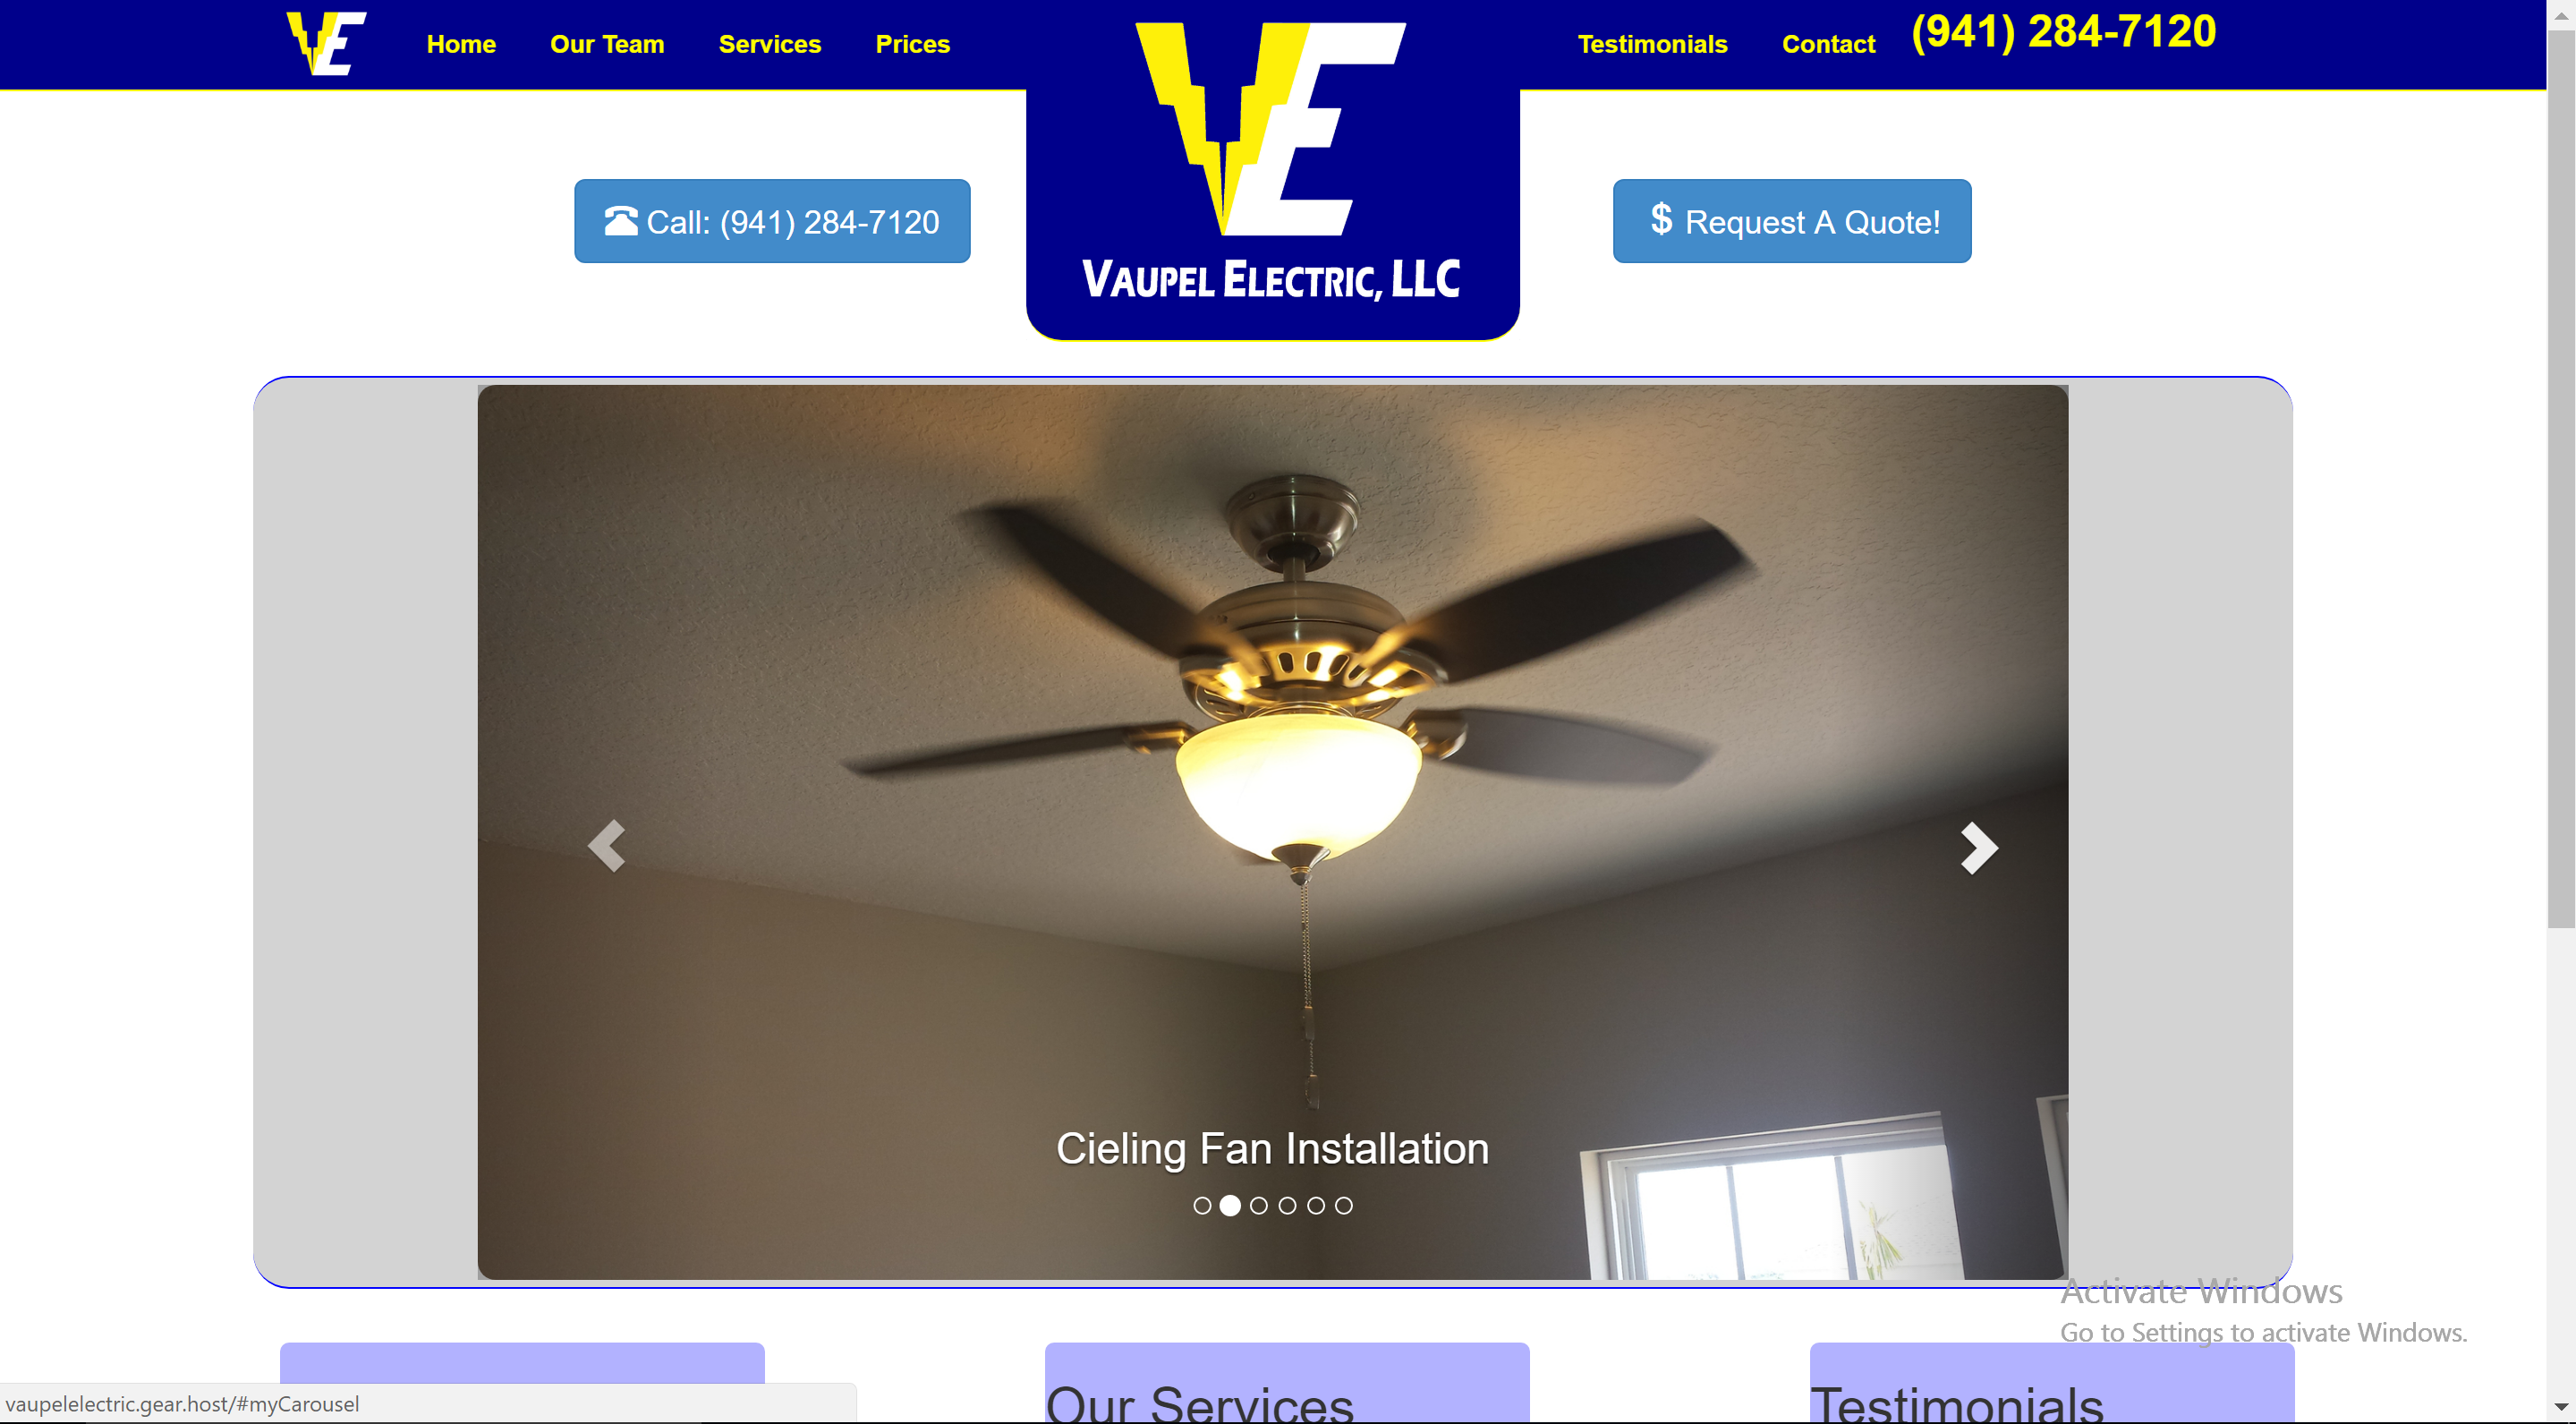 VE
Home Our Team Services Prices
VE
Testimonials Contact (941) 284-7120
Call: (941) 284-7120
$ Request A Quote!
VAUPEL ELECTRIC, LLC
Cieling Fan Installation
Activate Windows
Go to Settings to activate Windows.
Our Services
Testimonials
vaupelelectric.gear.host/#myCarousel